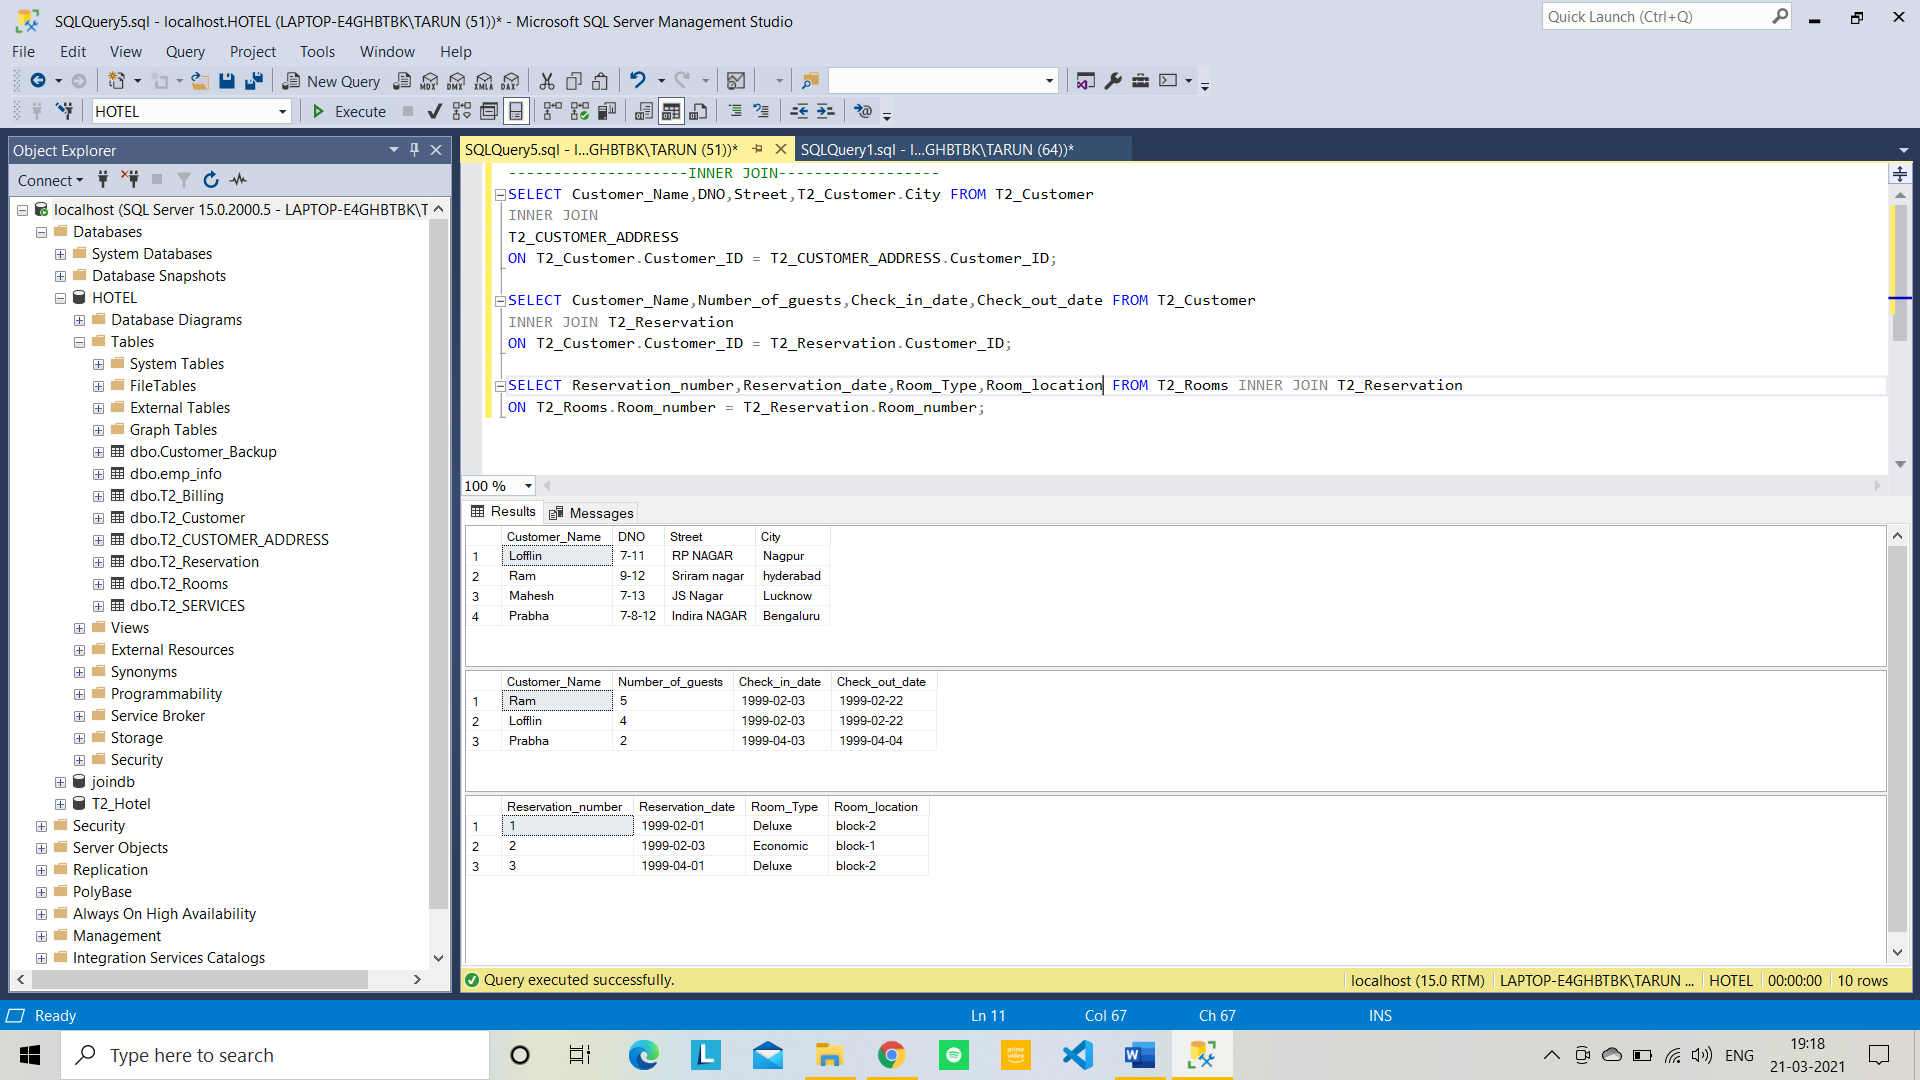 SQLQuery5.sql - localhost.HOTEL (LAPTOP-E4GHBTBK\TARUN (51))* - Microsoft SQL Server Management Studio
Quick Launch (Ctrl+Q)
File Edit View Query Project Tools Window Help
New Query MDX DMX XMLA DAX
HOTEL Execute
Object Explorer
Connect
localhost (SQL Server 15.0.2000.5 - LAPTOP-E4GHBTBK\T
Databases
System Databases
Database Snapshots
HOTEL
Database Diagrams
Tables
System Tables
FileTables
External Tables
Graph Tables
dbo.Customer_Backup
dbo.emp_info
dbo.T2_Billing
dbo.T2_Customer
dbo.T2_CUSTOMER_ADDRESS
dbo.T2_Reservation
dbo.T2_Rooms
dbo.T2_SERVICES
Views
External Resources
Synonyms
Programmability
Service Broker
Storage
Security
joindb
T2_Hotel
Security
Server Objects
Replication
PolyBase
Always On High Availability
Management
Integration Services Catalogs
SQLQuery5.sql - l...GHBTBK\TARUN (51))* SQLQuery1.sql - l...GHBTBK\TARUN (64))*
--------------------INNER JOIN------------------
SELECT Customer_Name,DNO,Street,T2_Customer.City FROM T2_Customer
INNER JOIN
T2_CUSTOMER_ADDRESS
ON T2_Customer.Customer_ID = T2_CUSTOMER_ADDRESS.Customer_ID;
SELECT Customer_Name,Number_of_guests,Check_in_date,Check_out_date FROM T2_Customer
INNER JOIN T2_Reservation
ON T2_Customer.Customer_ID = T2_Reservation.Customer_ID;
SELECT Reservation_number,Reservation_date,Room_Type,Room_location FROM T2_Rooms INNER JOIN T2_Reservation
ON T2_Rooms.Room_number = T2_Reservation.Room_number;
100 %
Results Messages
Customer_Name DNO Street City
1 Lofflin 7-11 RP NAGAR Nagpur
2 Ram 9-12 Sriram nagar hyderabad
3 Mahesh 7-13 JS Nagar Lucknow
4 Prabha 7-8-12 Indira NAGAR Bengaluru
Customer_Name Number_of_guests Check_in_date Check_out_date
1 Ram 5 1999-02-03 1999-02-22
2 Lofflin 4 1999-02-03 1999-02-22
3 Prabha 2 1999-04-03 1999-04-04
Reservation_number Reservation_date Room_Type Room_location
1 1 1999-02-01 Deluxe block-2
2 2 1999-02-03 Economic block-1
3 3 1999-04-01 Deluxe block-2
Query executed successfully. localhost (15.0 RTM) LAPTOP-E4GHBTBK\TARUN ... HOTEL 00:00:00 10 rows
Ready Ln 11 Col 67 Ch 67 INS
Type here to search
L
prime video
W
ENG
19:18
21-03-2021